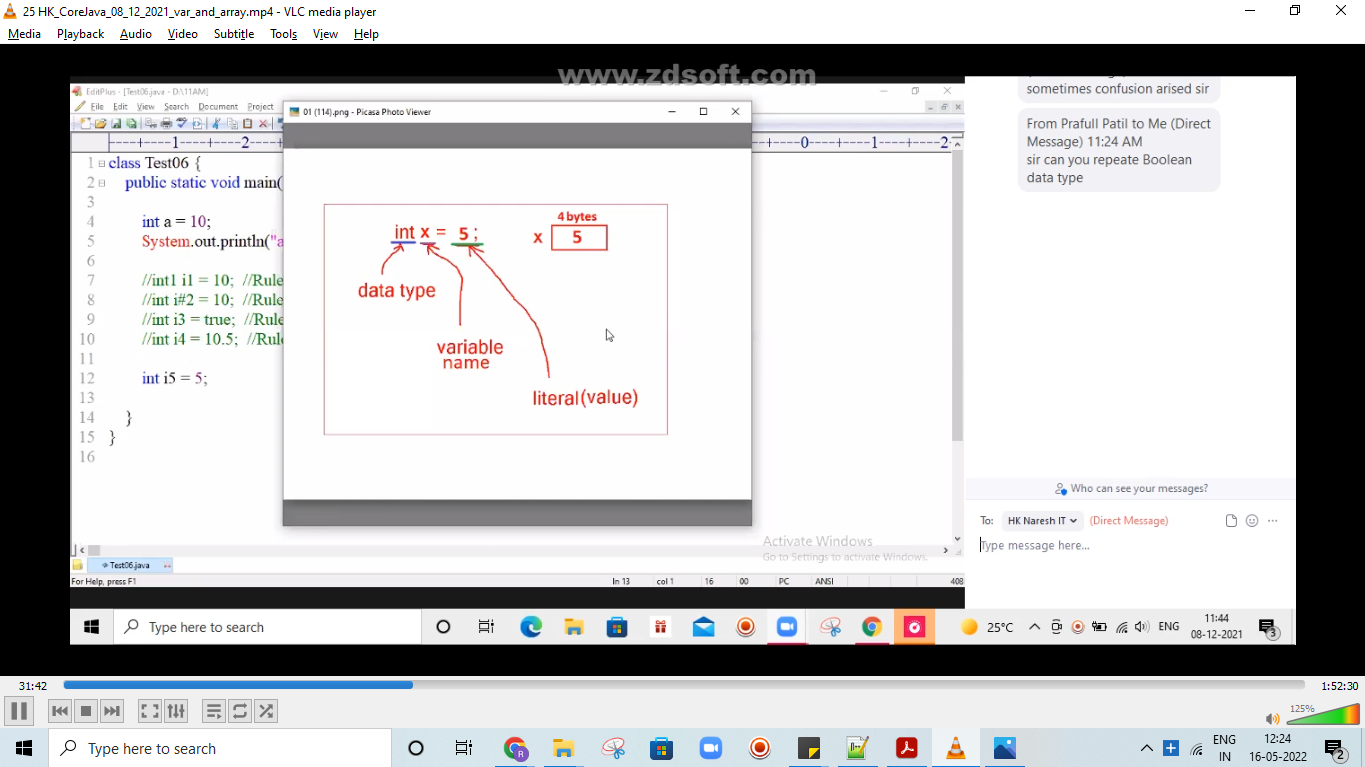 25 HK_CoreJava_08_12_2021_var_and_array.mp4 - VLC media player
Media Playback Audio Video Subtitle Tools View Help
www.zdsoft.com
EditPlus - [Test06.java - D:\11AM]
File Edit View Search Document Project
01 (114).png - Picasa Photo Viewer
----+----1----+----2
--+----0----+----1----+----2
1 class Test06 {
2 public static void main(
3
4 int a = 10;
5 System.out.println("a
6
7 //int1 i1 = 10; //Rule
8 //int i#2 = 10; //Rule
9 //int i3 = true; //Rule
10 //int i4 = 10.5; //Rule
11
12 int i5 = 5;
13
14 }
15 }
16
4 bytes
int x = 5 ;
x 5
data type
variable
name
literal(value)
sometimes confusion arised sir
From Prafull Patil to Me (Direct
Message) 11:24 AM
sir can you repeate Boolean
data type
Who can see your messages?
To: HK Naresh IT (Direct Message)
Type message here...
Activate Windows
Go to Settings to activate Windows.
Test06.java
For Help, press F1
ln 13 col 1 16 00 PC ANSI 408
Type here to search
25°C
ENG
11:44
08-12-2021
3
31:42
1:52:30
125%
Type here to search
ENG
IN
12:24
16-05-2022
2